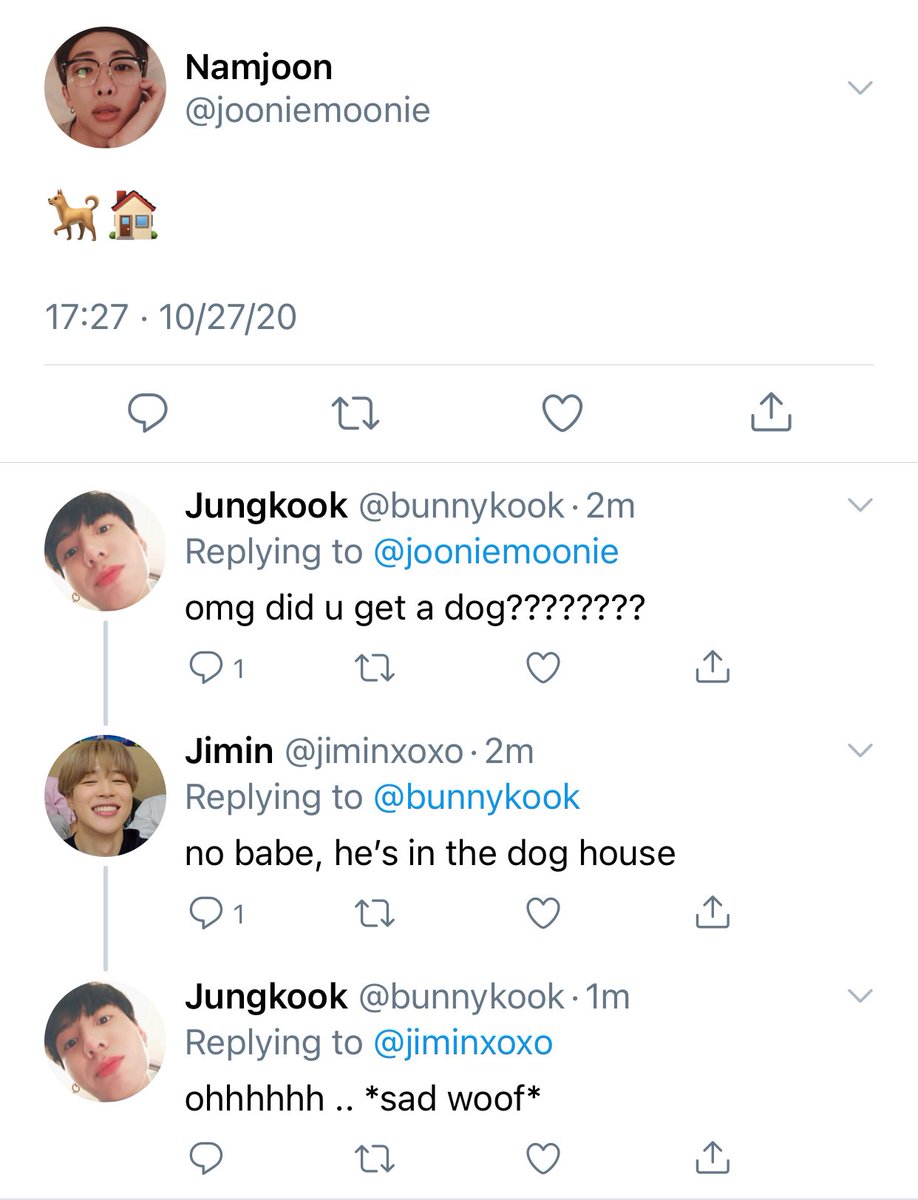 Namjoon
@jooniemoonie
🐕🏠
17:27 · 10/27/20
Jungkook @bunnykook · 2m
Replying to @jooniemoonie
omg did u get a dog????????
1
Jimin @jiminxoxo · 2m
Replying to @bunnykook
no babe, he’s in the dog house
1
Jungkook @bunnykook · 1m
Replying to @jiminxoxo
ohhhhhh .. *sad woof*